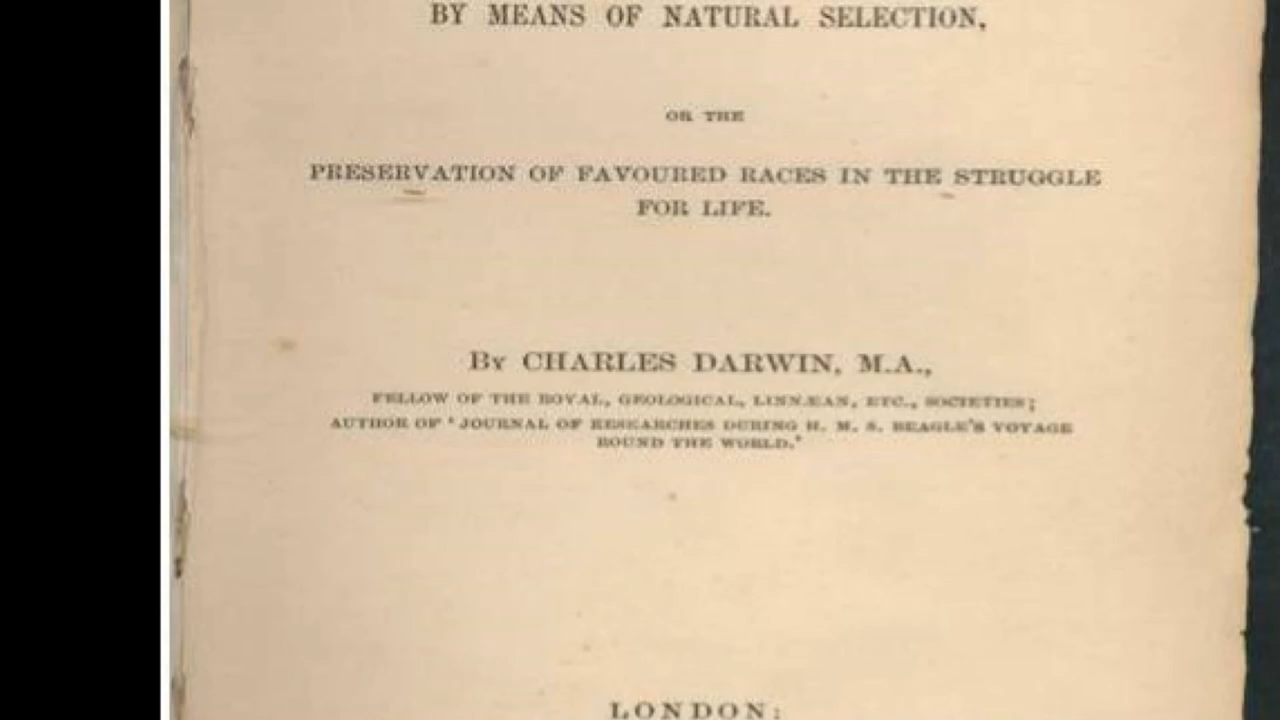 BY MEANS OF NATURAL SELECTION,
OR THE
PRESERVATION OF FAVOURED RACES IN THE STRUGGLE
FOR LIFE.
By CHARLES DARWIN, M.A.,
FELLOW OF THE ROYAL, GEOLOGICAL, LINNÆAN, ETC., SOCIETIES;
AUTHOR OF 'JOURNAL OF RESEARCHES DURING H. M. S. BEAGLE'S VOYAGE
ROUND THE WORLD.'
LONDON: